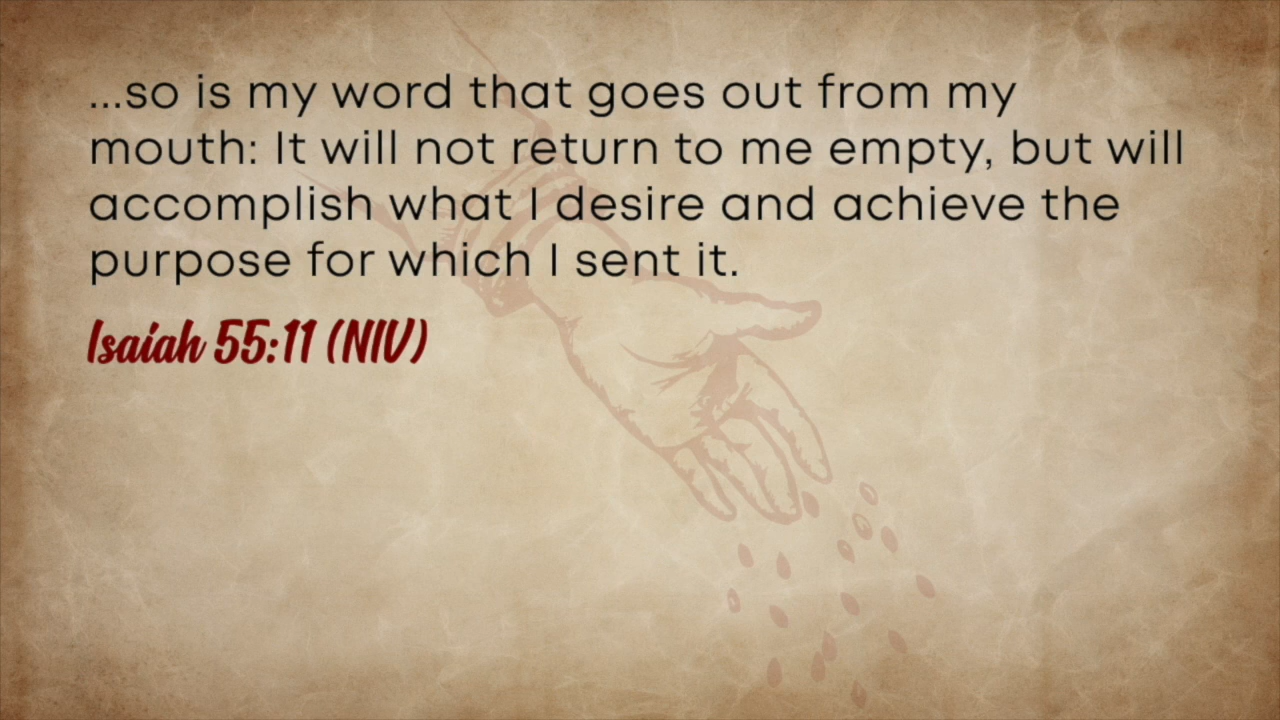 ...so is my word that goes out from my
mouth: It will not return to me empty, but will
accomplish what I desire and achieve the
purpose for which I sent it.
Isaiah 55:11 (NIV)